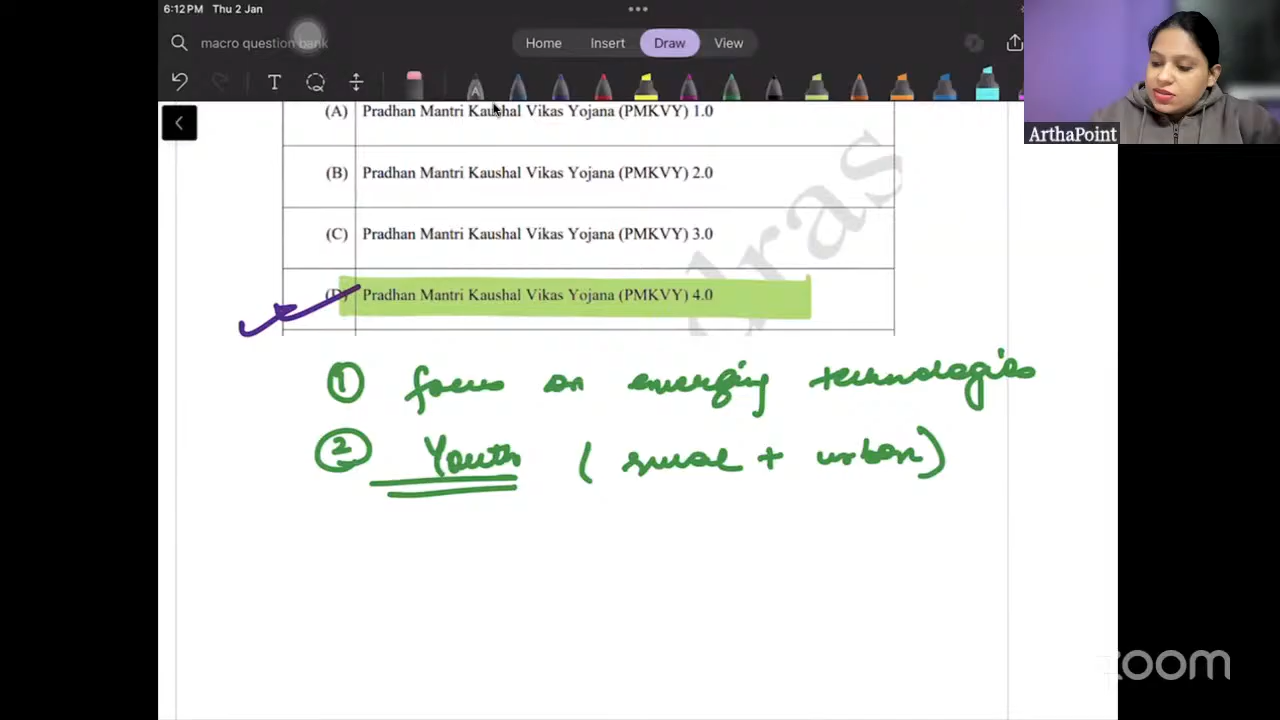 6:12 PM Thu 2 Jan
macro question bank
Home Insert Draw View
ArthaPoint
(A) Pradhan Mantri Kaushal Vikas Yojana (PMKVY) 1.0
(B) Pradhan Mantri Kaushal Vikas Yojana (PMKVY) 2.0
(C) Pradhan Mantri Kaushal Vikas Yojana (PMKVY) 3.0
(D) Pradhan Mantri Kaushal Vikas Yojana (PMKVY) 4.0
dras
① focus on emerging technologies
② Youth (rural + urban)
zoom